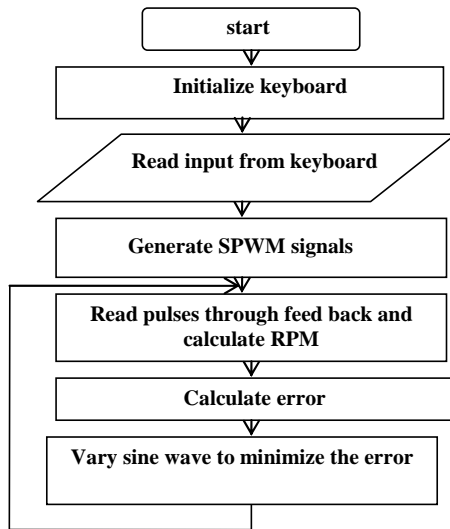 start
Initialize keyboard
Read input from keyboard
Generate SPWM signals
Read pulses through feed back and
calculate RPM
Calculate error
Vary sine wave to minimize the error